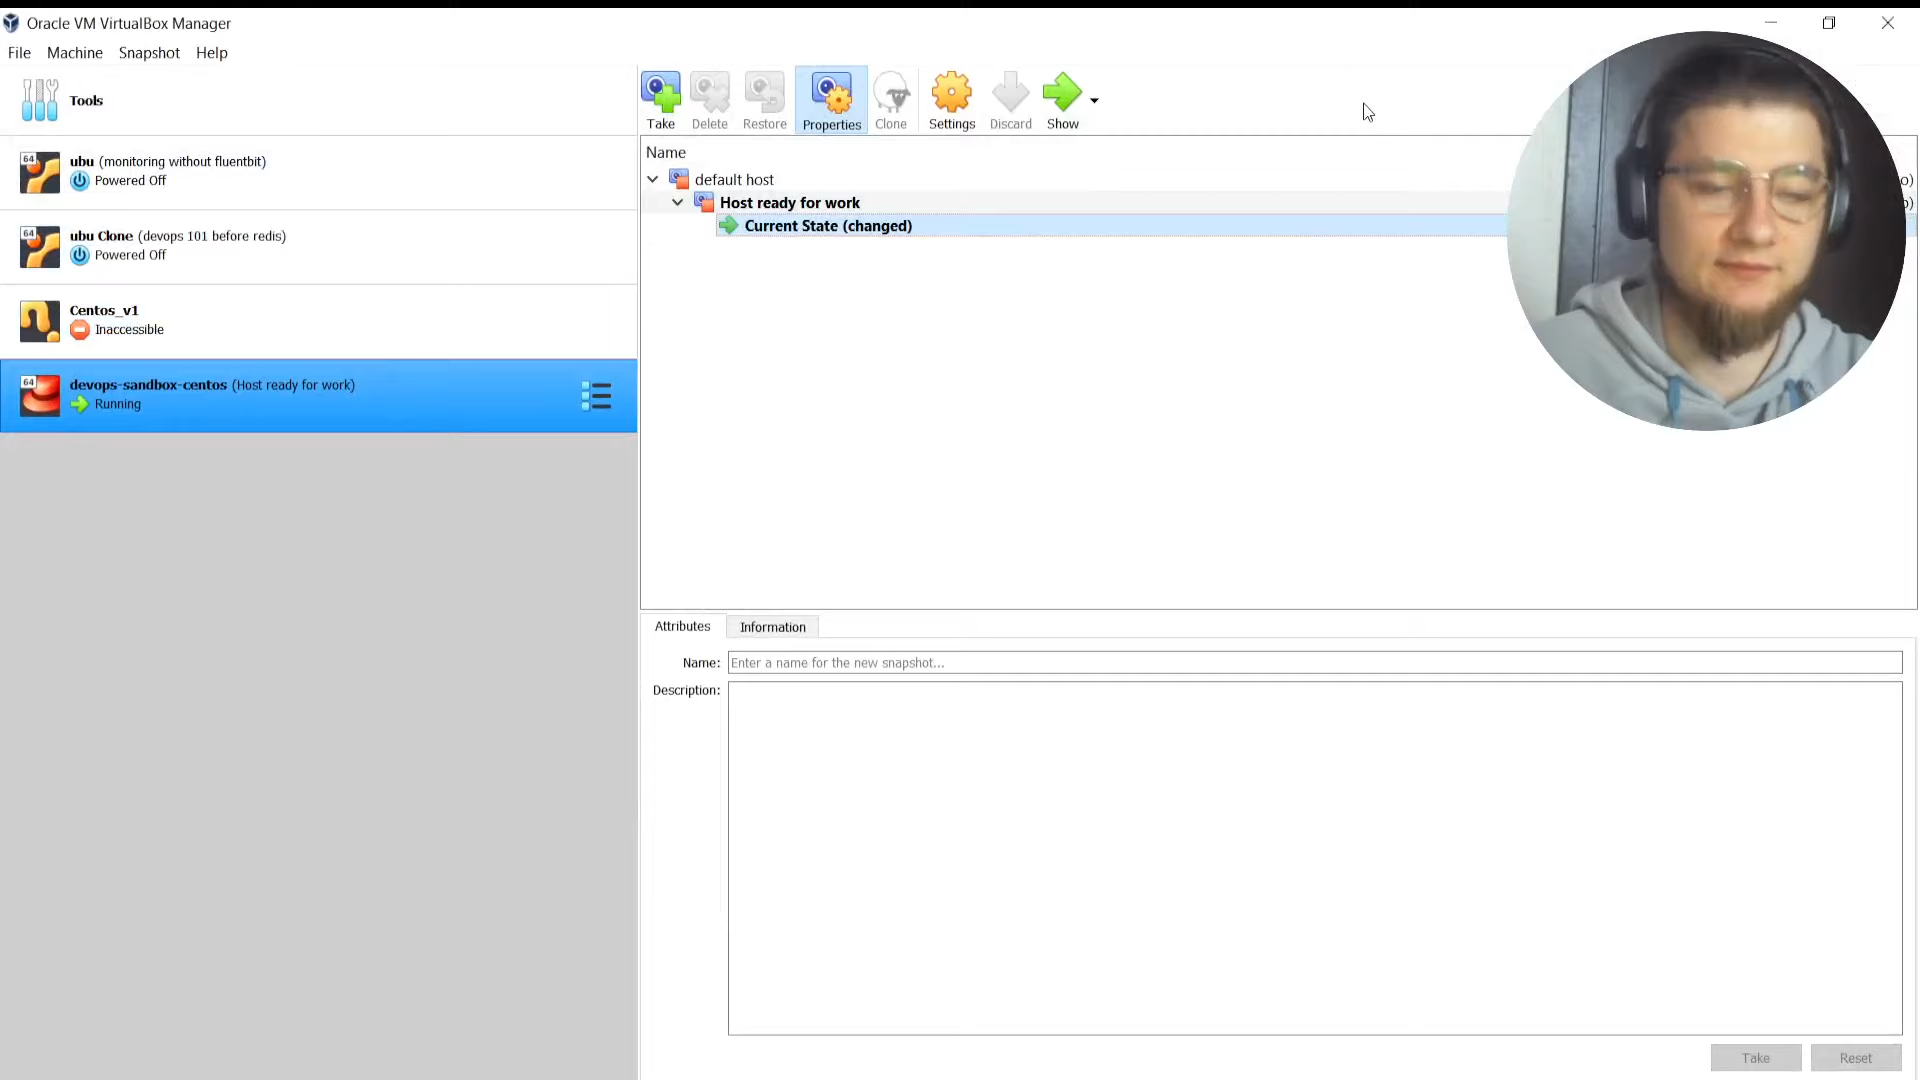 Oracle VM VirtualBox Manager
File Machine Snapshot Help
Tools
Take Delete Restore Properties Clone Settings Discard Show
64
ubu (monitoring without fluentbit)
Powered Off
64
ubu Clone (devops 101 before redis)
Powered Off
Centos_v1
Inaccessible
64
devops-sandbox-centos (Host ready for work)
Running
Name
default host
Host ready for work
Current State (changed)
Attributes Information
Name: Enter a name for the new snapshot...
Description:
Take Reset